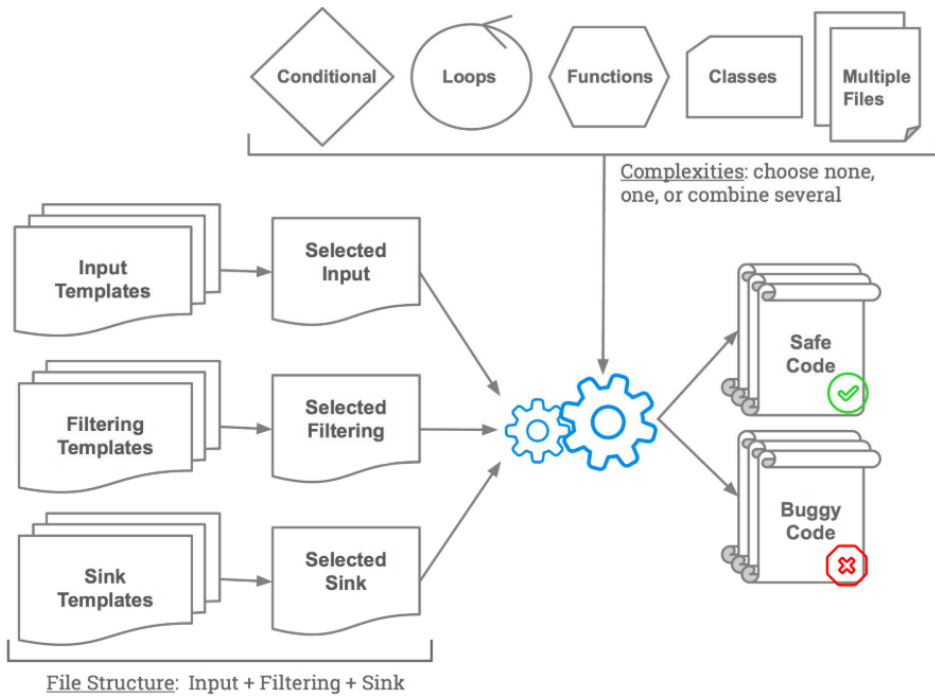 Conditional
Loops
Functions
Classes
Multiple
Files
Complexities: choose none,
one, or combine several
Input
Templates
Selected
Input
Safe
Code
Filtering
Templates
Selected
Filtering
Buggy
Code
Sink
Templates
Selected
Sink
File Structure: Input + Filtering + Sink